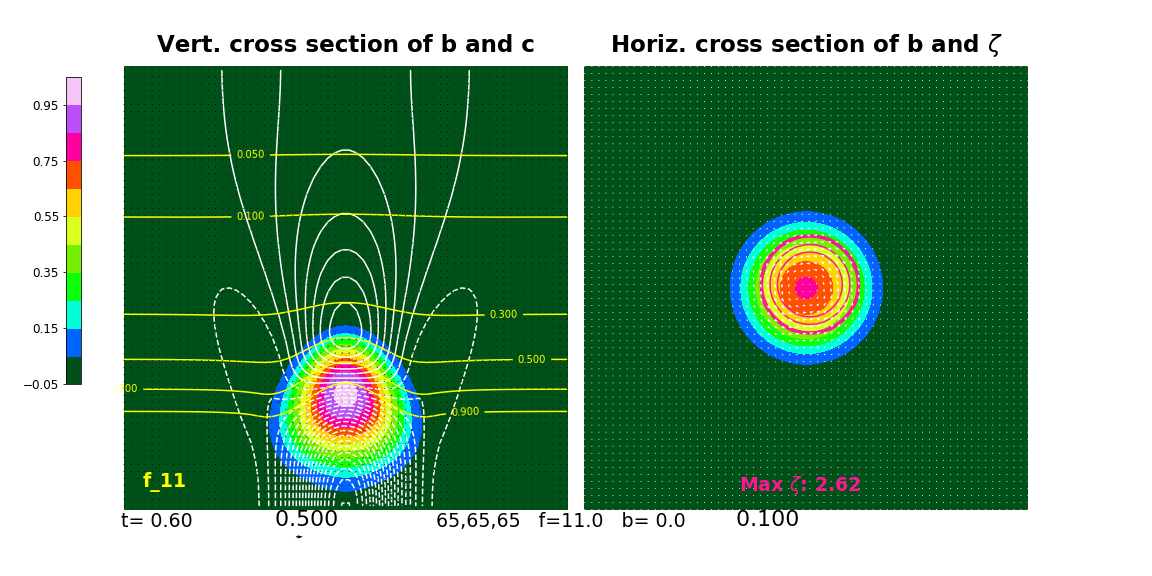 Vert. cross section of b and c
Horiz. cross section of b and ζ
0.95
0.75
0.55
0.35
0.15
−0.05
0.050
0.100
0.300
0.500
00
0.900
f_11
Max ζ: 2.62
t= 0.60
0.500
65,65,65
f=11.0
b= 0.0
0.100